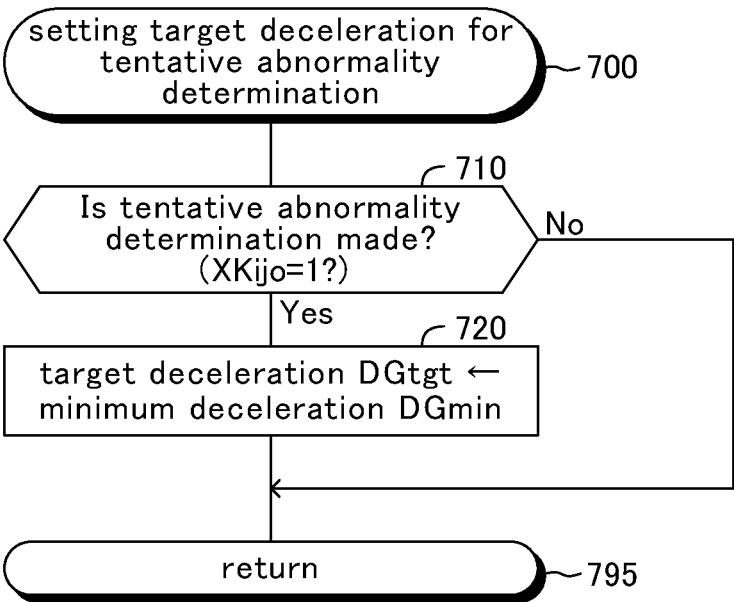 setting target deceleration for
tentative abnormality
determination
700
710
Is tentative abnormality
determination made?
(XKijo=1?)
No
Yes
720
target deceleration DGtgt ←
minimum deceleration DGmin
return
795